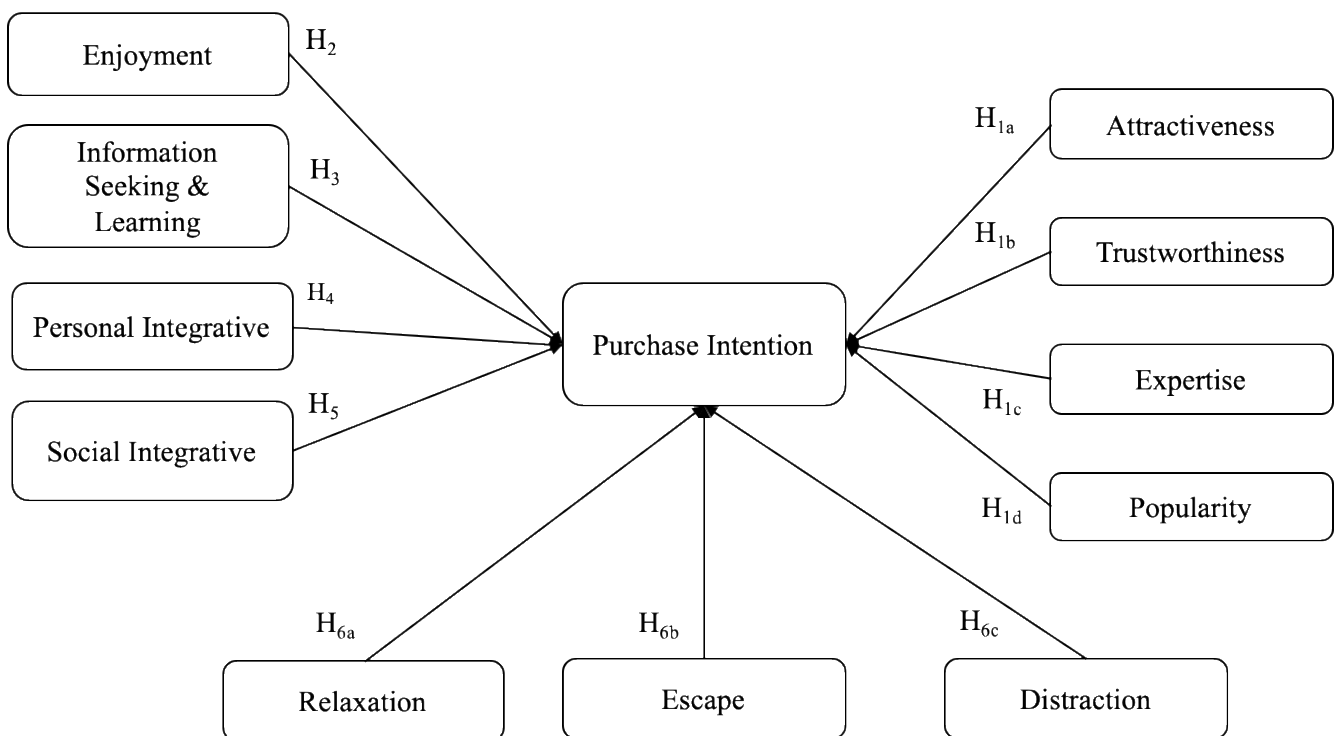 Enjoyment
H2
Information
Seeking &
Learning
H3
Personal Integrative
H4
Social Integrative
H5
Purchase Intention
H1a
Attractiveness
H1b
Trustworthiness
H1c
Expertise
H1d
Popularity
H6a
Relaxation
H6b
Escape
H6c
Distraction